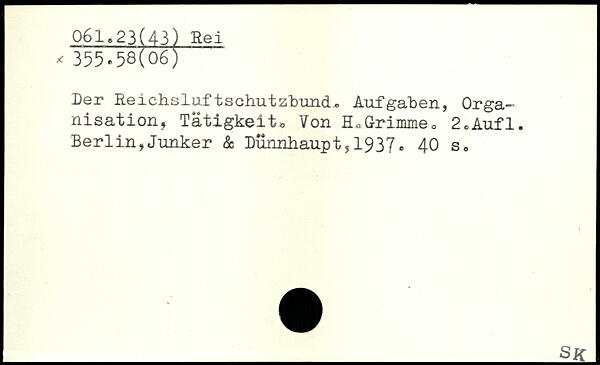 061.23(43) Rei
× 355.58(06)
Der Reichsluftschutzbund. Aufgaben, Orga-
nisation, Tätigkeit. Von H.Grimme. 2.Aufl.
Berlin,Junker & Dünnhaupt,1937. 40 s.
SK